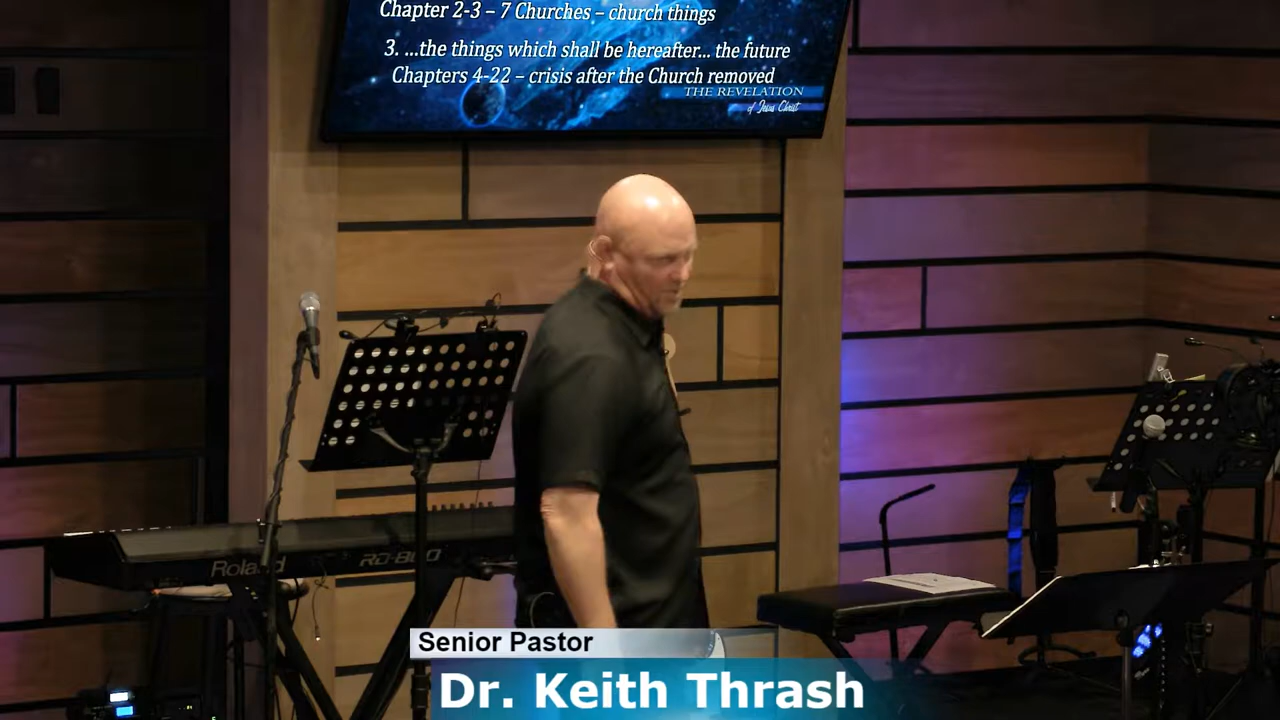 Chapter 2-3 – 7 Churches – church things
3. ...the things which shall be hereafter... the future
Chapters 4-22 – crisis after the Church removed
THE REVELATION
of Jesus Christ
Roland
RD-800
Senior Pastor
Dr. Keith Thrash